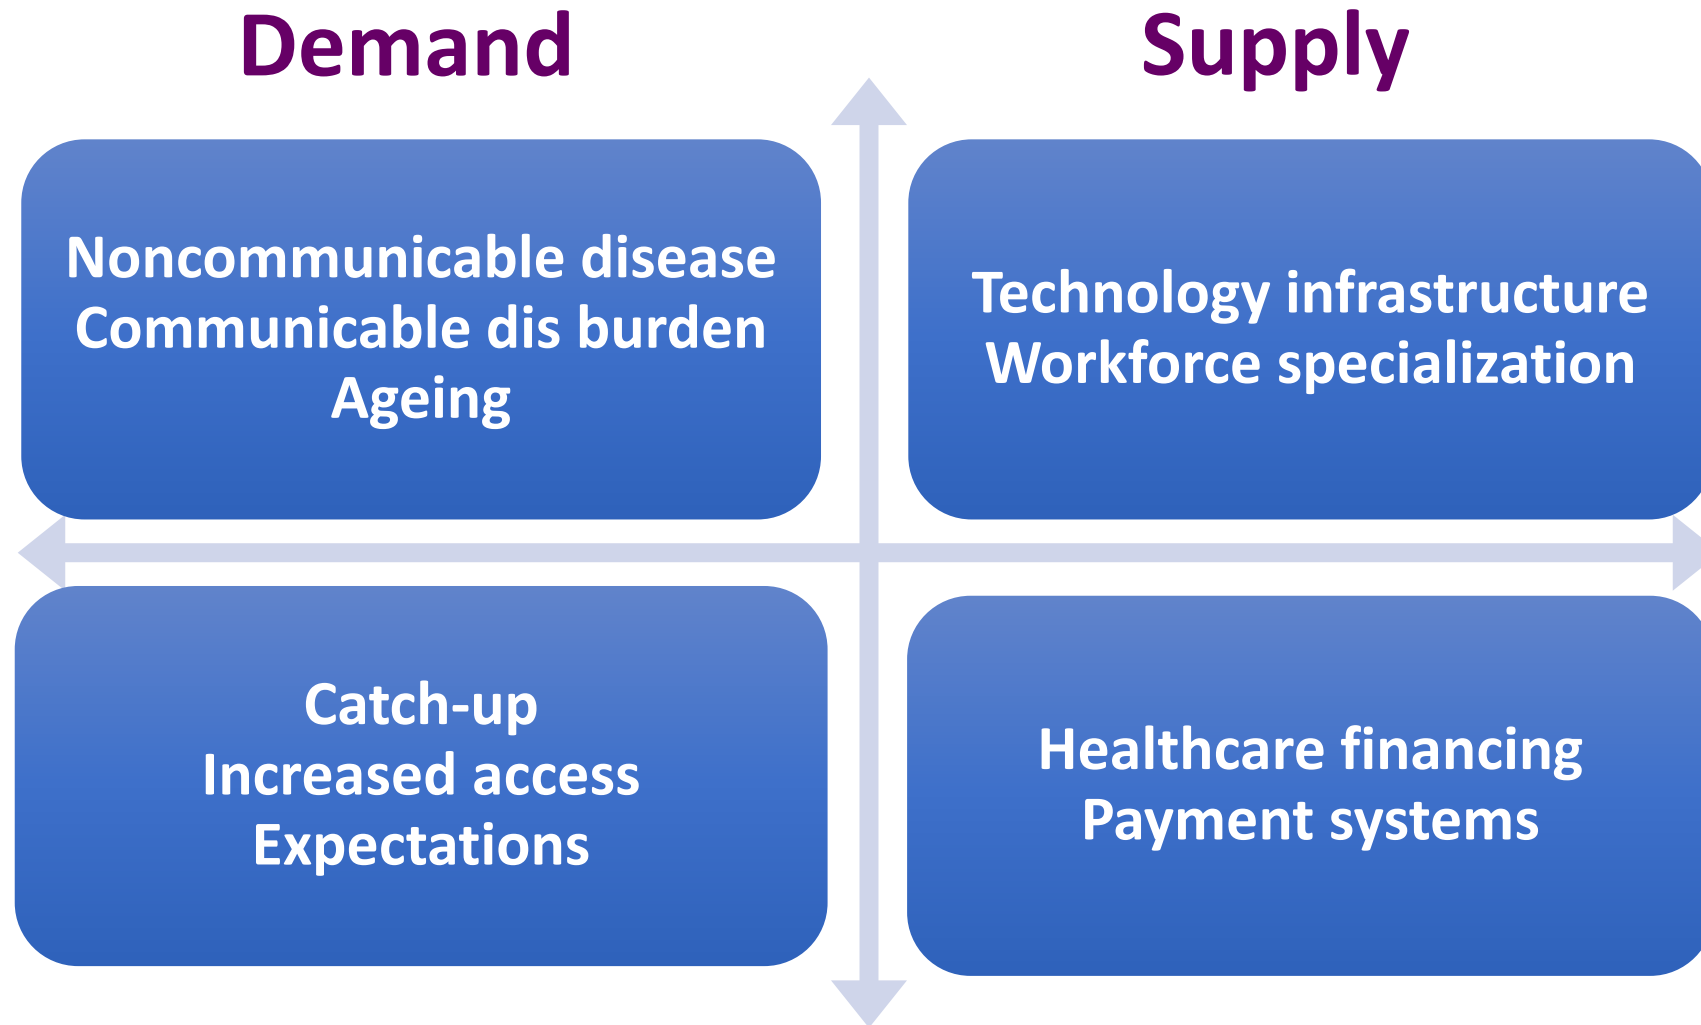 Demand
Supply
Noncommunicable disease
Communicable dis burden
Ageing
Technology infrastructure
Workforce specialization
Catch-up
Increased access
Expectations
Healthcare financing
Payment systems